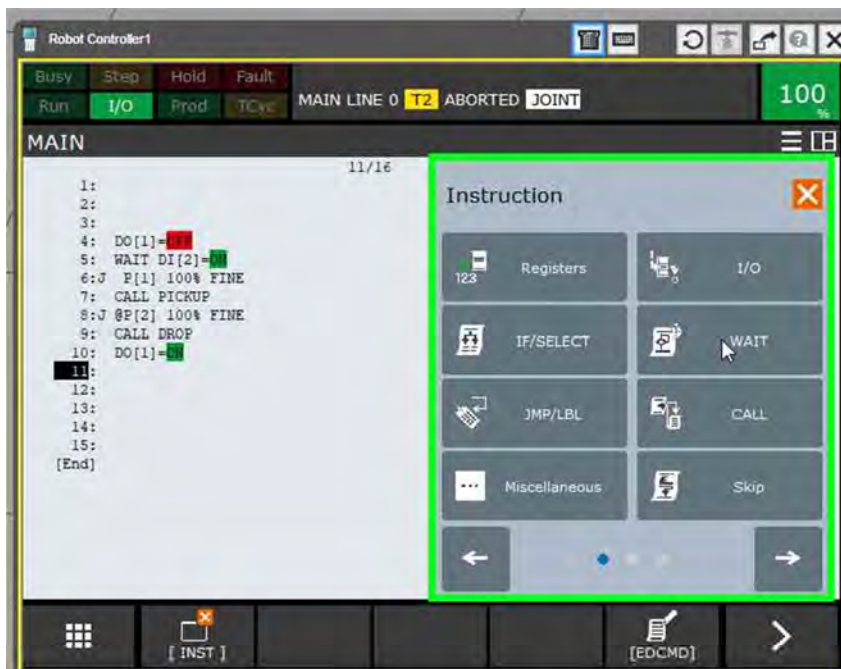 Robot Controller1
Busy Step Hold Fault
Run I/O Prod TCyc
MAIN LINE 0 T2 ABORTED JOINT
100
%
MAIN
11/16
1:
2:
3:
4: DO[1]=OFF
5: WAIT DI[2]=ON
6:J P[1] 100% FINE
7: CALL PICKUP
8:J @P[2] 100% FINE
9: CALL DROP
10: DO[1]=ON
11:
12:
13:
14:
15:
[End]
Instruction
123 Registers
I/O
IF/SELECT
WAIT
JMP/LBL
CALL
Miscellaneous
Skip
[ INST ]
[EDCMD]